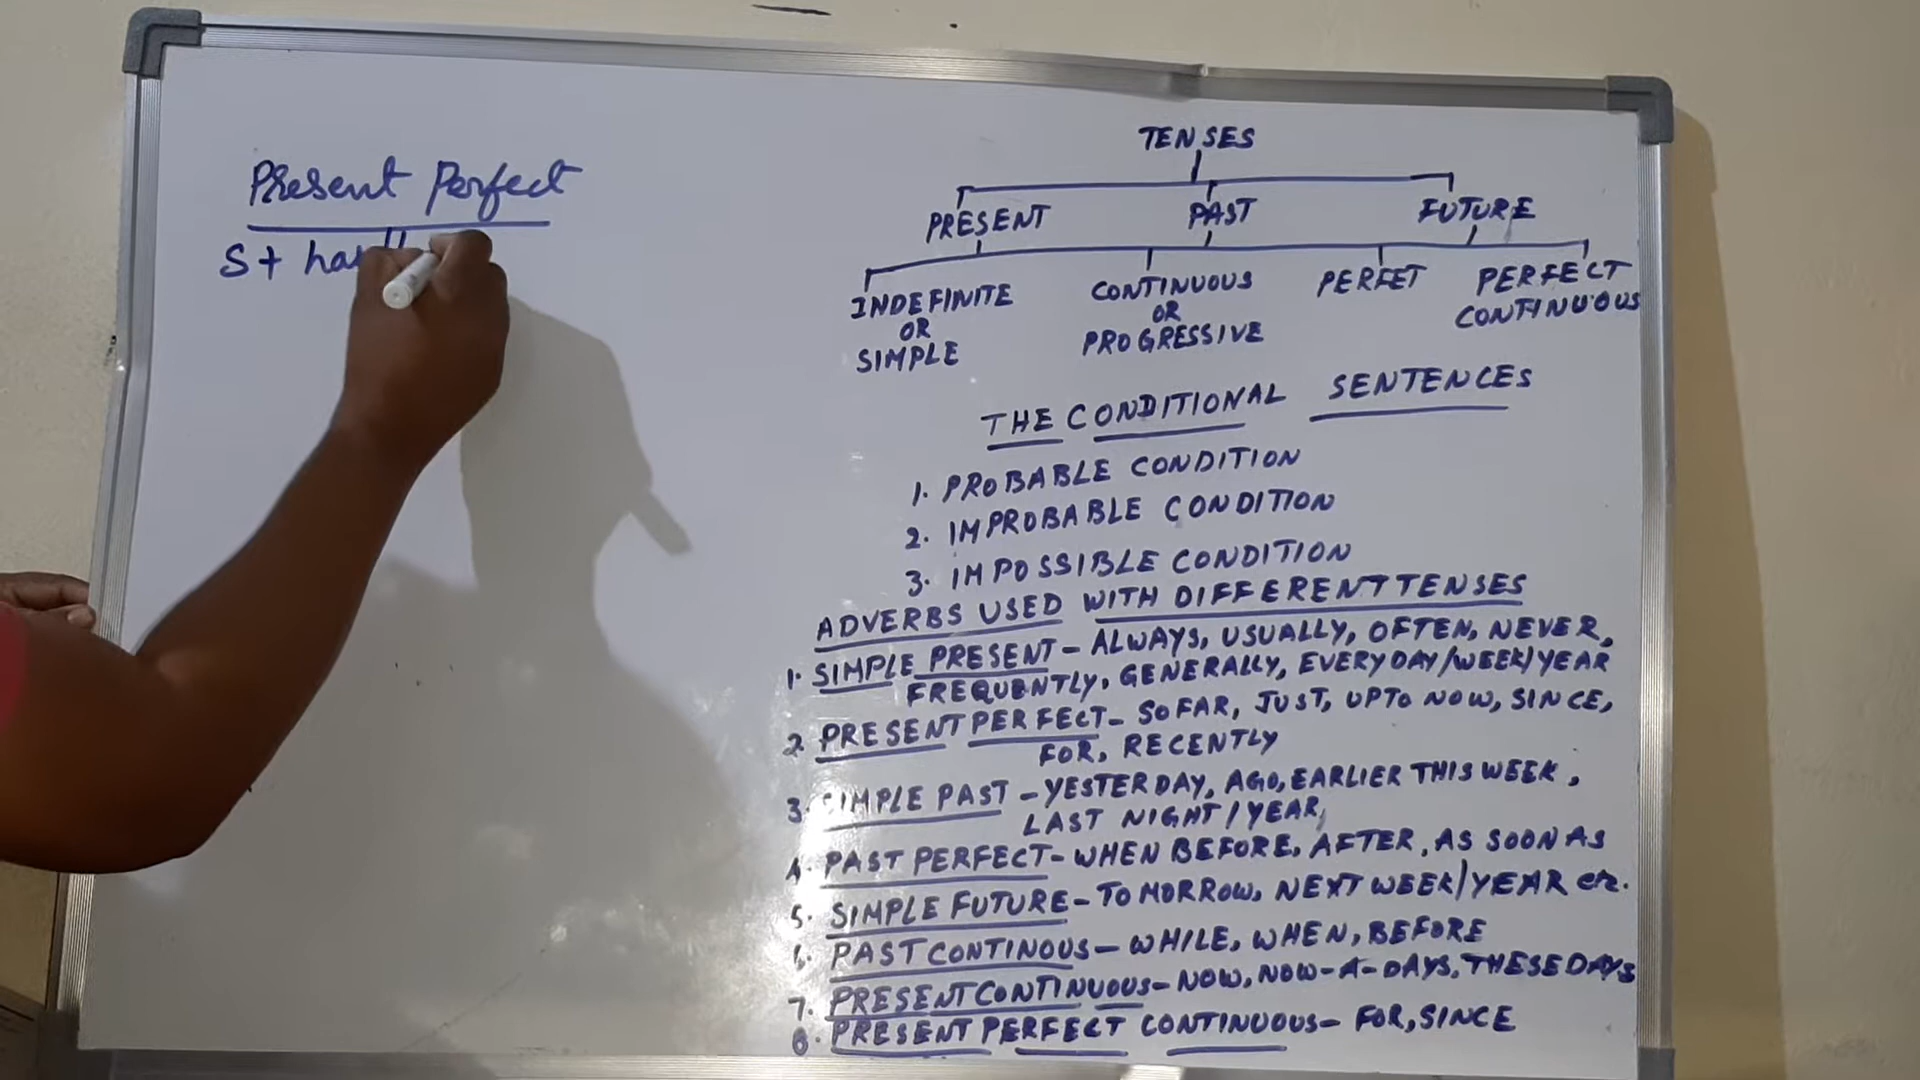 Present Perfect
S+ has
TENSES
PRESENT PAST FUTURE
INDEFINITE OR SIMPLE
CONTINUOUS OR PROGRESSIVE
PERFET
PERFECT CONTINUOUS
THE CONDITIONAL SENTENCES
1. PROBABLE CONDITION
2. IMPROBABLE CONDITION
3. IMPOSSIBLE CONDITION
ADVERBS USED WITH DIFFERENT TENSES
1. SIMPLE PRESENT - ALWAYS, USUALLY, OFTEN, NEVER,
FREQUENTLY, GENERALLY, EVERYDAY/WEEK/YEAR
2. PRESENT PERFECT - SO FAR, JUST, UPTO NOW, SINCE,
FOR, RECENTLY
3. SIMPLE PAST - YESTERDAY, AGO, EARLIER THIS WEEK,
LAST NIGHT/YEAR,
4. PAST PERFECT - WHEN BEFORE, AFTER, AS SOON AS
5. SIMPLE FUTURE - TOMORROW, NEXT WEEK/YEAR etc.
6. PAST CONTINOUS - WHILE, WHEN, BEFORE
7. PRESENT CONTINUOUS - NOW, NOW-A-DAYS, THESE DAYS
8. PRESENT PERFECT CONTINUOUS - FOR, SINCE